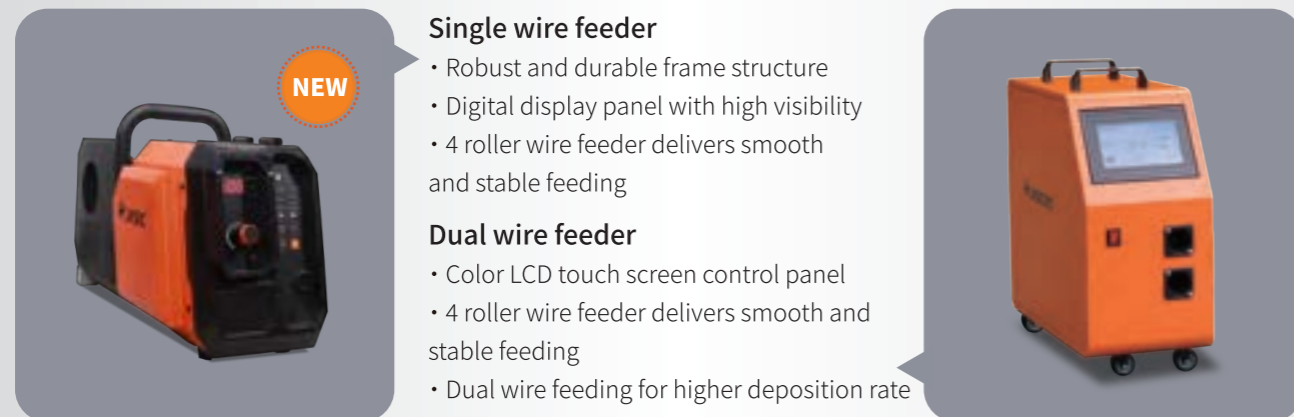 NEW
Single wire feeder
• Robust and durable frame structure
• Digital display panel with high visibility
• 4 roller wire feeder delivers smooth
and stable feeding
Dual wire feeder
• Color LCD touch screen control panel
• 4 roller wire feeder delivers smooth and
stable feeding
• Dual wire feeding for higher deposition rate